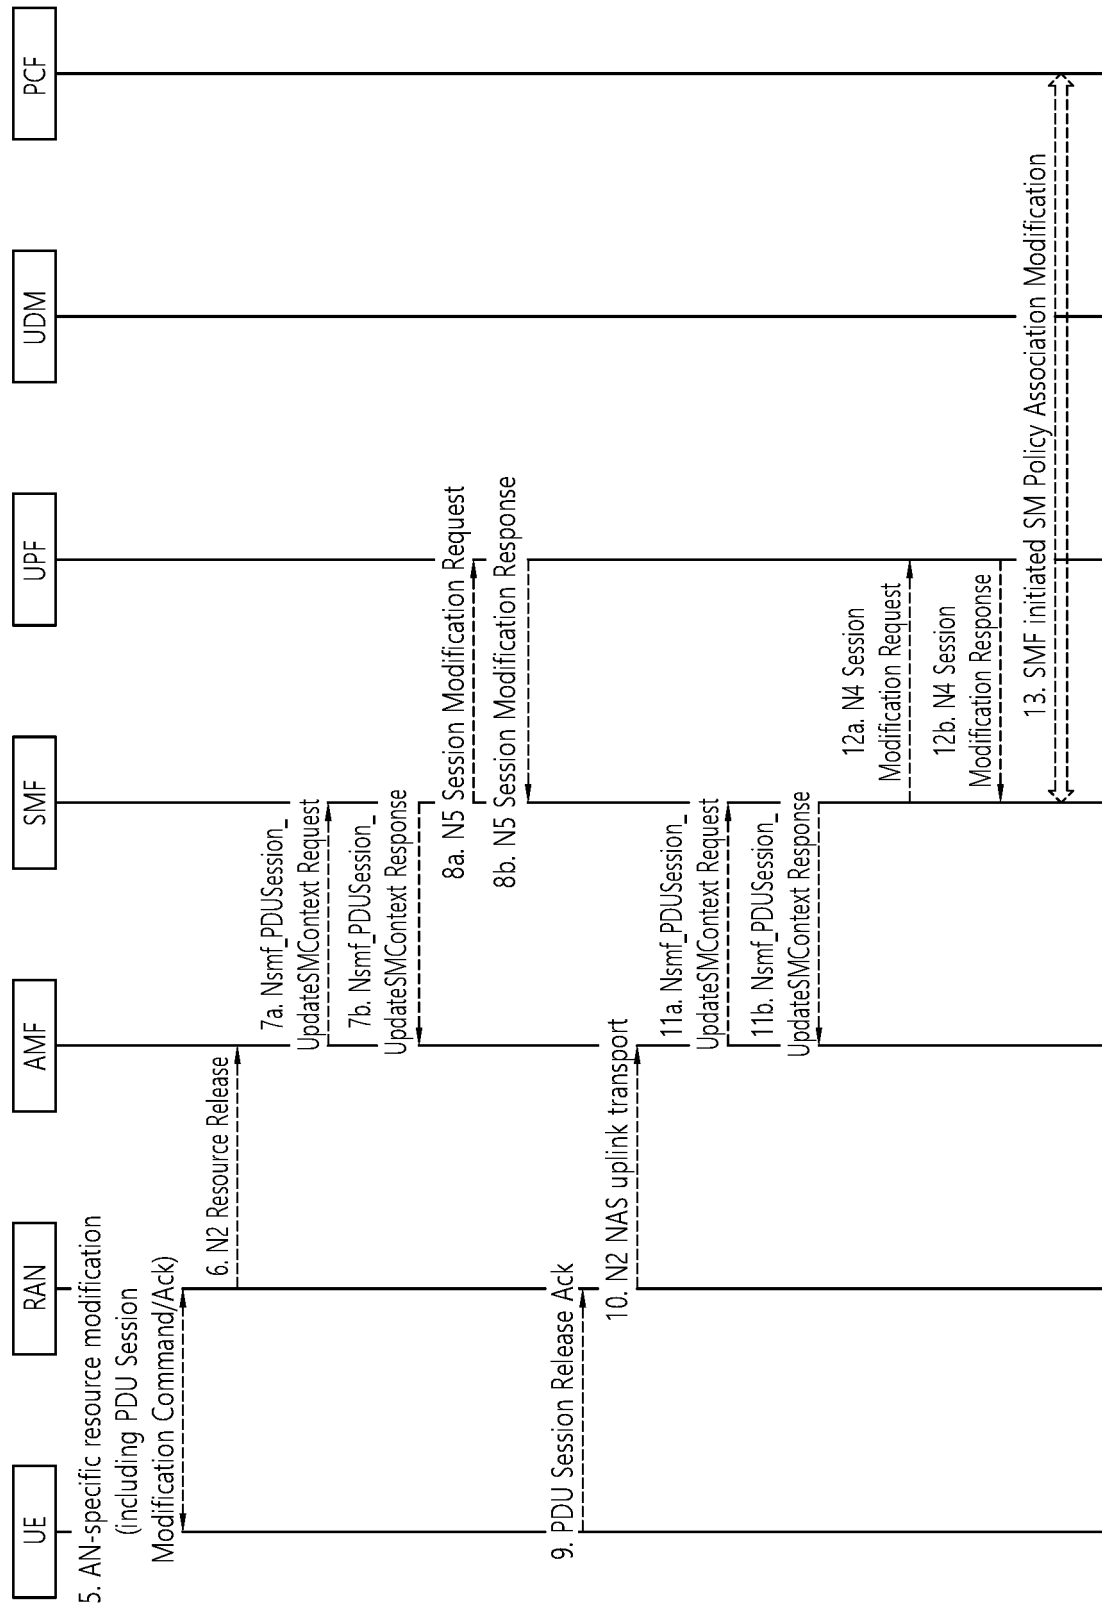 UE
RAN
AMF
SMF
UPF
UDM
PCF
5. AN-specific resource modification
(including PDU Session
Modification Command/Ack)
6. N2 Resource Release
7a. Nsmf_PDUSession_
UpdateSMContext Request
7b. Nsmf_PDUSession_
UpdateSMContext Response
8a. N5 Session Modification Request
8b. N5 Session Modification Response
9. PDU Session Release Ack
10. N2 NAS uplink transport
11a. Nsmf_PDUSession_
UpdateSMContext Request
11b. Nsmf_PDUSession_
UpdateSMContext Response
12a. N4 Session
Modification Request
12b. N4 Session
Modification Response
13. SMF initiated SM Policy Association Modification